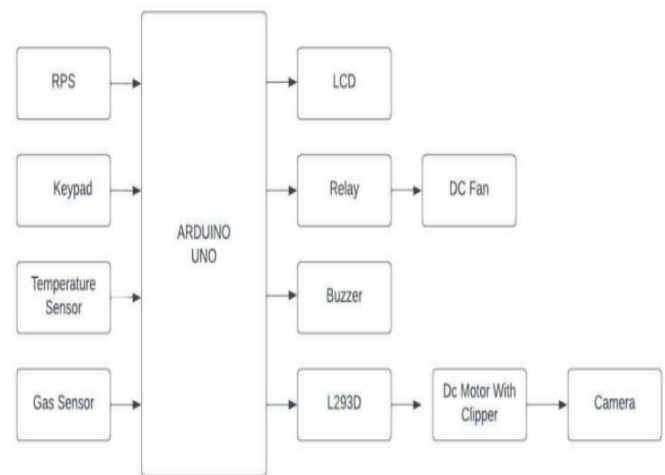 RPS
LCD
Keypad
Relay
DC Fan
ARDUINO
UNO
Temperature
Sensor
Buzzer
Gas Sensor
L293D
Dc Motor With
Clipper
Camera